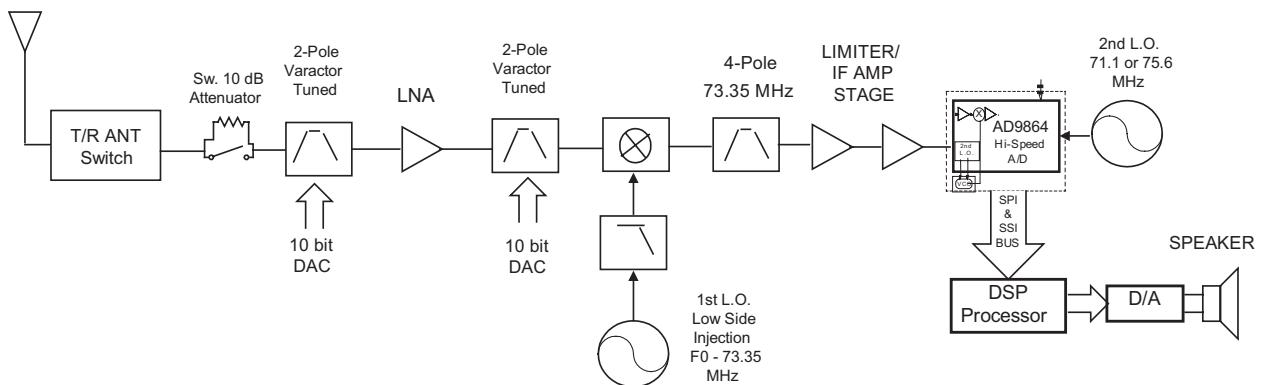 T/R ANT
Switch
Sw. 10 dB
Attenuator
2-Pole
Varactor
Tuned
10 bit
DAC
LNA
2-Pole
Varactor
Tuned
10 bit
DAC
1st L.O.
Low Side
Injection
F0 - 73.35
MHz
4-Pole
73.35 MHz
LIMITER/
IF AMP
STAGE
AD9864
Hi-Speed
A/D
2nd
L.O.
2nd L.O.
71.1 or 75.6
MHz
SPI
&
SSI
BUS
DSP
Processor
D/A
SPEAKER